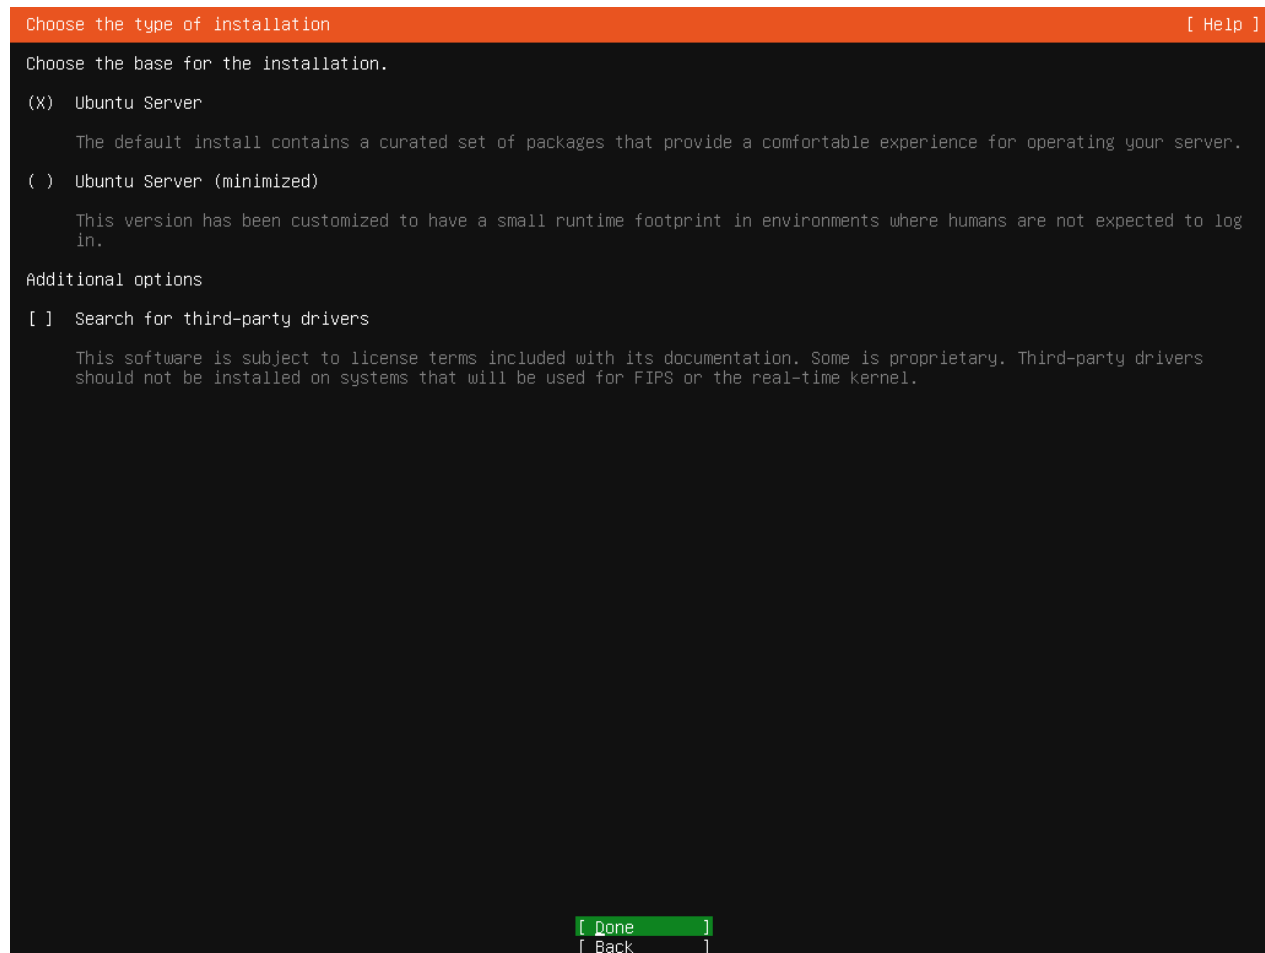 Choose the type of installation [ Help ]
Choose the base for the installation.
(X) Ubuntu Server
The default install contains a curated set of packages that provide a comfortable experience for operating your server.
( ) Ubuntu Server (minimized)
This version has been customized to have a small runtime footprint in environments where humans are not expected to log
in.
Additional options
[ ] Search for third-party drivers
This software is subject to license terms included with its documentation. Some is proprietary. Third-party drivers
should not be installed on systems that will be used for FIPS or the real-time kernel.
[ Done ]
[ Back ]